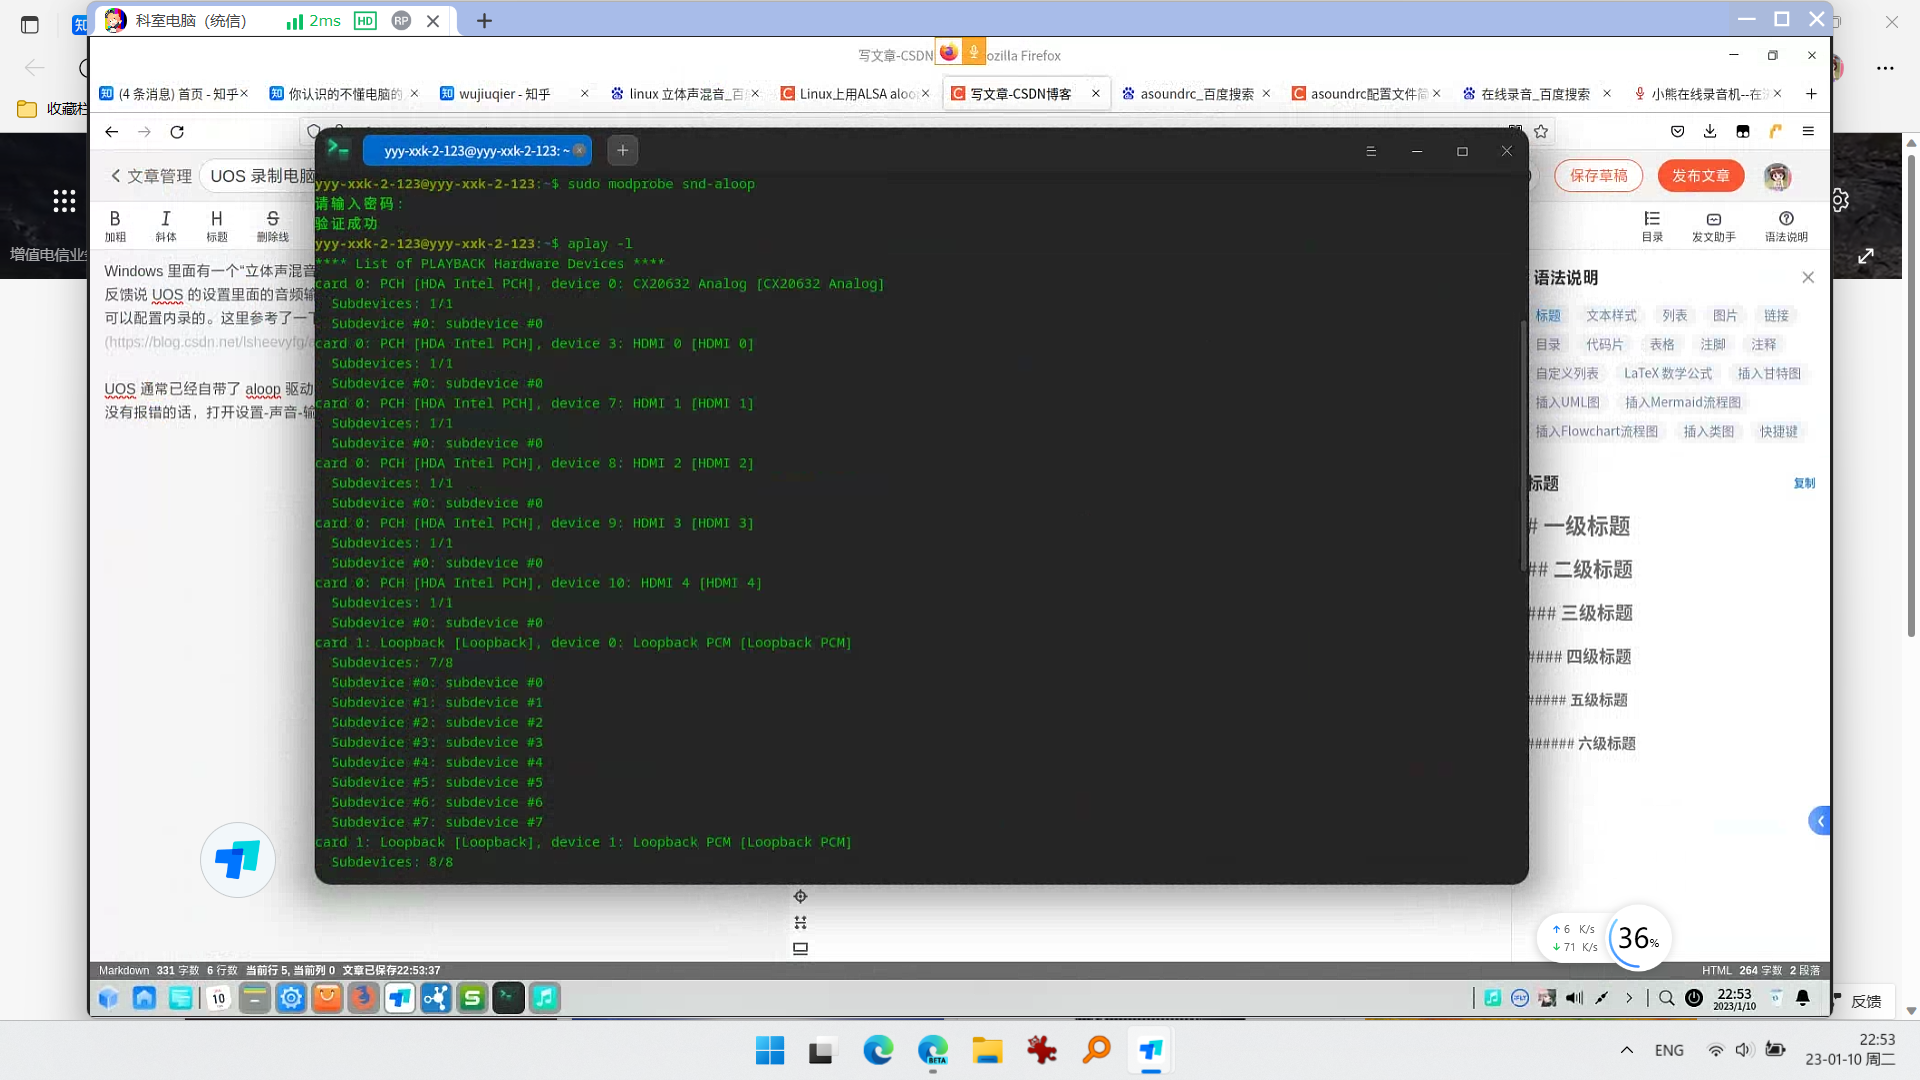 科室电脑（统信）
2ms
HD
RP
写文章-CSDN
ozilla Firefox
(4 条消息) 首页 - 知乎
你认识的不懂电脑的
wujiuqier - 知乎
linux 立体声混音_百
Linux上用ALSA aloo
写文章-CSDN博客
asoundrc_百度搜索
asoundrc配置文件简
在线录音_百度搜索
小熊在线录音机--在
收藏栏
增值电信业
文章管理
UOS 录制电脑
保存草稿
发布文章
B
I
H
S
加粗
斜体
标题
删除线
目录
发文助手
语法说明
Windows 里面有一个“立体声混音
反馈说 UOS 的设置里面的音频输
可以配置内录的。这里参考了一下
(https://blog.csdn.net/lsheevyfg/a
UOS 通常已经自带了 aloop 驱动
没有报错的话，打开设置-声音-输
yyy-xxk-2-123@yyy-xxk-2-123: ~
yyy-xxk-2-123@yyy-xxk-2-123:~$ sudo modprobe snd-aloop
请输入密码：
验证成功
yyy-xxk-2-123@yyy-xxk-2-123:~$ aplay -l
**** List of PLAYBACK Hardware Devices ****
card 0: PCH [HDA Intel PCH], device 0: CX20632 Analog [CX20632 Analog]
Subdevices: 1/1
Subdevice #0: subdevice #0
card 0: PCH [HDA Intel PCH], device 3: HDMI 0 [HDMI 0]
Subdevices: 1/1
Subdevice #0: subdevice #0
card 0: PCH [HDA Intel PCH], device 7: HDMI 1 [HDMI 1]
Subdevices: 1/1
Subdevice #0: subdevice #0
card 0: PCH [HDA Intel PCH], device 8: HDMI 2 [HDMI 2]
Subdevices: 1/1
Subdevice #0: subdevice #0
card 0: PCH [HDA Intel PCH], device 9: HDMI 3 [HDMI 3]
Subdevices: 1/1
Subdevice #0: subdevice #0
card 0: PCH [HDA Intel PCH], device 10: HDMI 4 [HDMI 4]
Subdevices: 1/1
Subdevice #0: subdevice #0
card 1: Loopback [Loopback], device 0: Loopback PCM [Loopback PCM]
Subdevices: 7/8
Subdevice #0: subdevice #0
Subdevice #1: subdevice #1
Subdevice #2: subdevice #2
Subdevice #3: subdevice #3
Subdevice #4: subdevice #4
Subdevice #5: subdevice #5
Subdevice #6: subdevice #6
Subdevice #7: subdevice #7
card 1: Loopback [Loopback], device 1: Loopback PCM [Loopback PCM]
Subdevices: 8/8
语法说明
标题 文本样式 列表 图片 链接
目录 代码片 表格 注脚 注释
自定义列表 LaTeX 数学公式 插入甘特图
插入UML图 插入Mermaid流程图
插入Flowchart流程图 插入类图 快捷键
标题
复制
# 一级标题
## 二级标题
### 三级标题
#### 四级标题
##### 五级标题
###### 六级标题
6 K/s
71 K/s
36%
Markdown 331 字数 6 行数 当前行 5, 当前列 0 文章已保存22:53:37
HTML 264 字数 2 段落
10
22:53
2023/1/10
反馈
BETA
ENG
22:53
23-01-10 周二